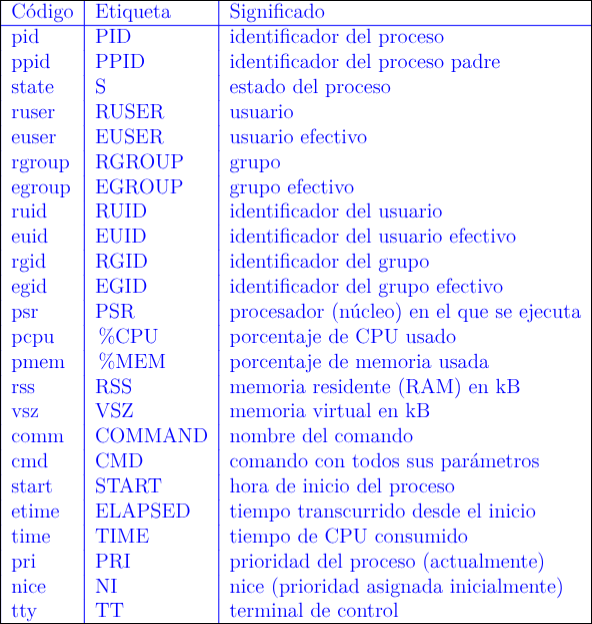 Código Etiqueta Significado
pid PID identificador del proceso
ppid PPID identificador del proceso padre
state S estado del proceso
ruser RUSER usuario
euser EUSER usuario efectivo
rgroup RGROUP grupo
egroup EGROUP grupo efectivo
ruid RUID identificador del usuario
euid EUID identificador del usuario efectivo
rgid RGID identificador del grupo
egid EGID identificador del grupo efectivo
psr PSR procesador (núcleo) en el que se ejecuta
pcpu %CPU porcentaje de CPU usado
pmem %MEM porcentaje de memoria usada
rss RSS memoria residente (RAM) en kB
vsz VSZ memoria virtual en kB
comm COMMAND nombre del comando
cmd CMD comando con todos sus parámetros
start START hora de inicio del proceso
etime ELAPSED tiempo transcurrido desde el inicio
time TIME tiempo de CPU consumido
pri PRI prioridad del proceso (actualmente)
nice NI nice (prioridad asignada inicialmente)
tty TT terminal de control